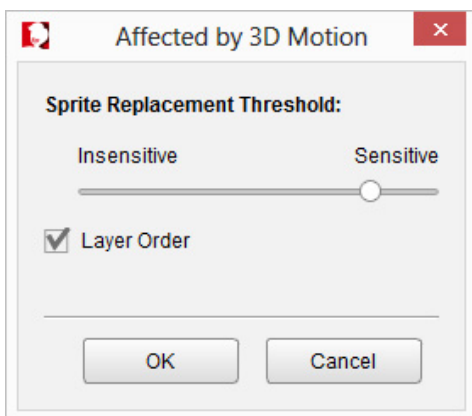 Affected by 3D Motion
Sprite Replacement Threshold:
Insensitive Sensitive
Layer Order
OK Cancel